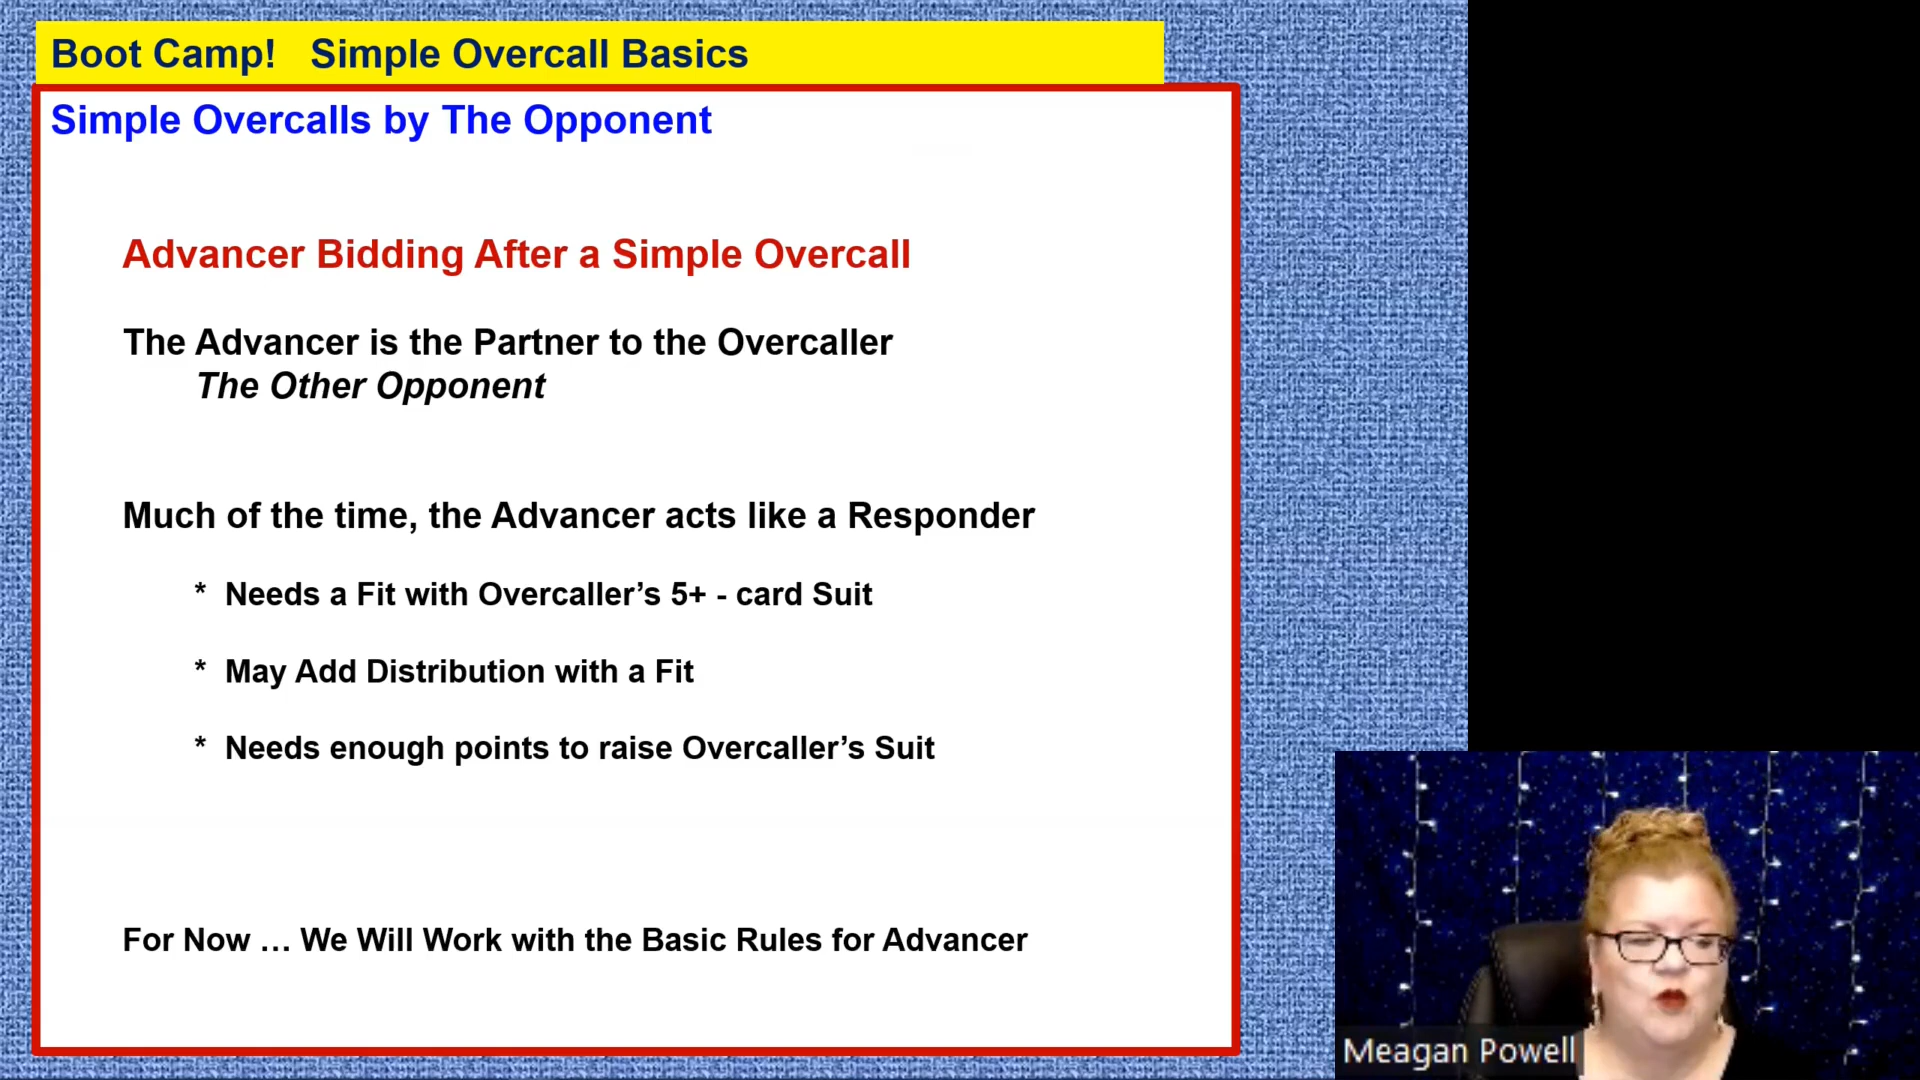 Boot Camp! Simple Overcall Basics
Simple Overcalls by The Opponent
Advancer Bidding After a Simple Overcall
The Advancer is the Partner to the Overcaller
The Other Opponent
Much of the time, the Advancer acts like a Responder
* Needs a Fit with Overcaller’s 5+ - card Suit
* May Add Distribution with a Fit
* Needs enough points to raise Overcaller’s Suit
For Now … We Will Work with the Basic Rules for Advancer
Meagan Powell